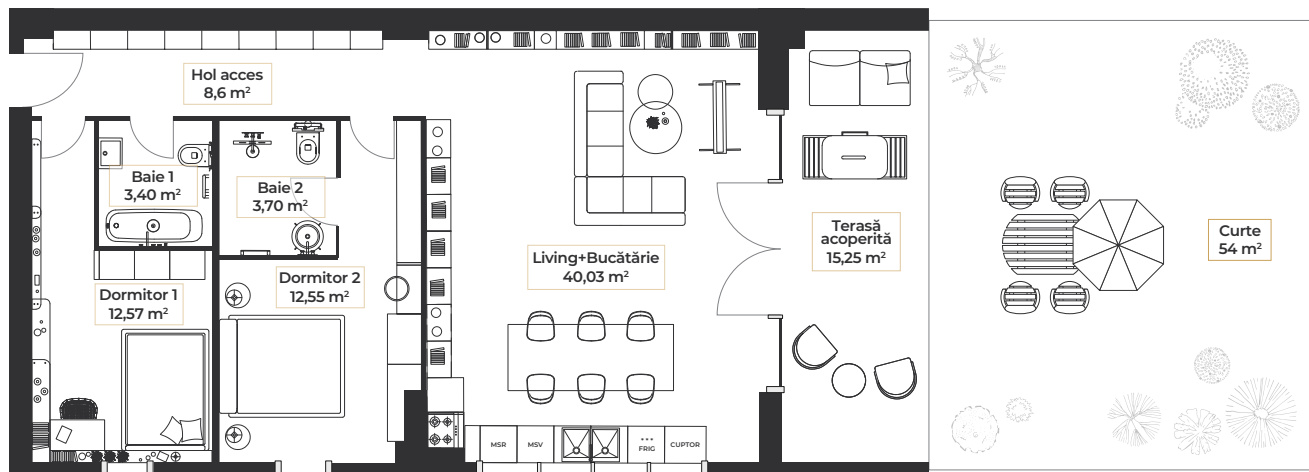 Hol acces
8,6 m²
Baie 1
3,40 m²
Baie 2
3,70 m²
Dormitor 1
12,57 m²
Dormitor 2
12,55 m²
Living+Bucătărie
40,03 m²
Terasă
acoperită
15,25 m²
Curte
54 m²
MSR
MSV
FRIG
CUPTOR